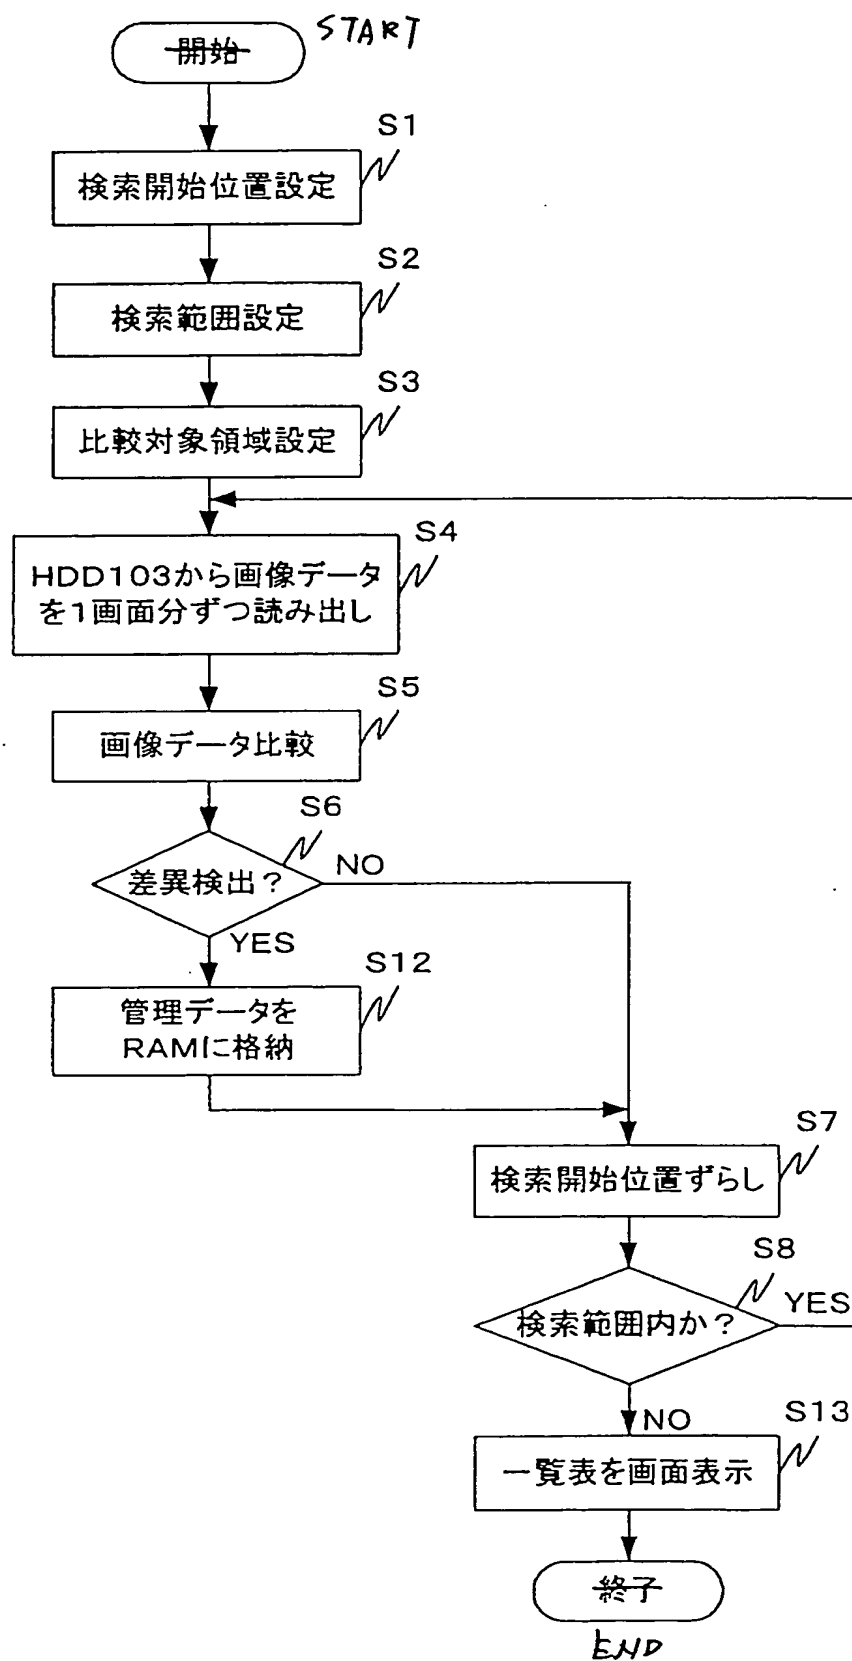 開始
START
S1
検索開始位置設定
S2
検索範囲設定
S3
比較対象領域設定
S4
HDD103から画像データ
を1画面分ずつ読み出し
S5
画像データ比較
S6
差異検出?
NO
YES
S12
管理データを
RAMに格納
S7
検索開始位置ずらし
S8
検索範囲内か?
YES
NO
S13
一覧表を画面表示
終了
END